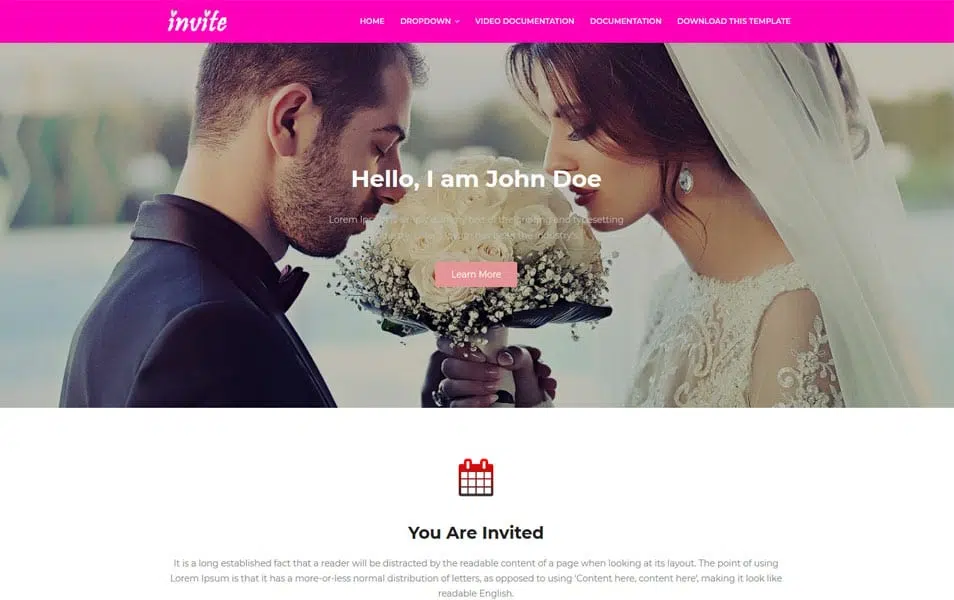 invite
HOME
DROPDOWN
VIDEO DOCUMENTATION
DOCUMENTATION
DOWNLOAD THIS TEMPLATE
Hello, I am John Doe
Lorem Ipsum is simply dummy text of the printing and typesetting
industry's
Learn More
You Are Invited
It is a long established fact that a reader will be distracted by the readable content of a page when looking at its layout. The point of using
Lorem Ipsum is that it has a more-or-less normal distribution of letters, as opposed to using 'Content here, content here', making it look like
readable English.